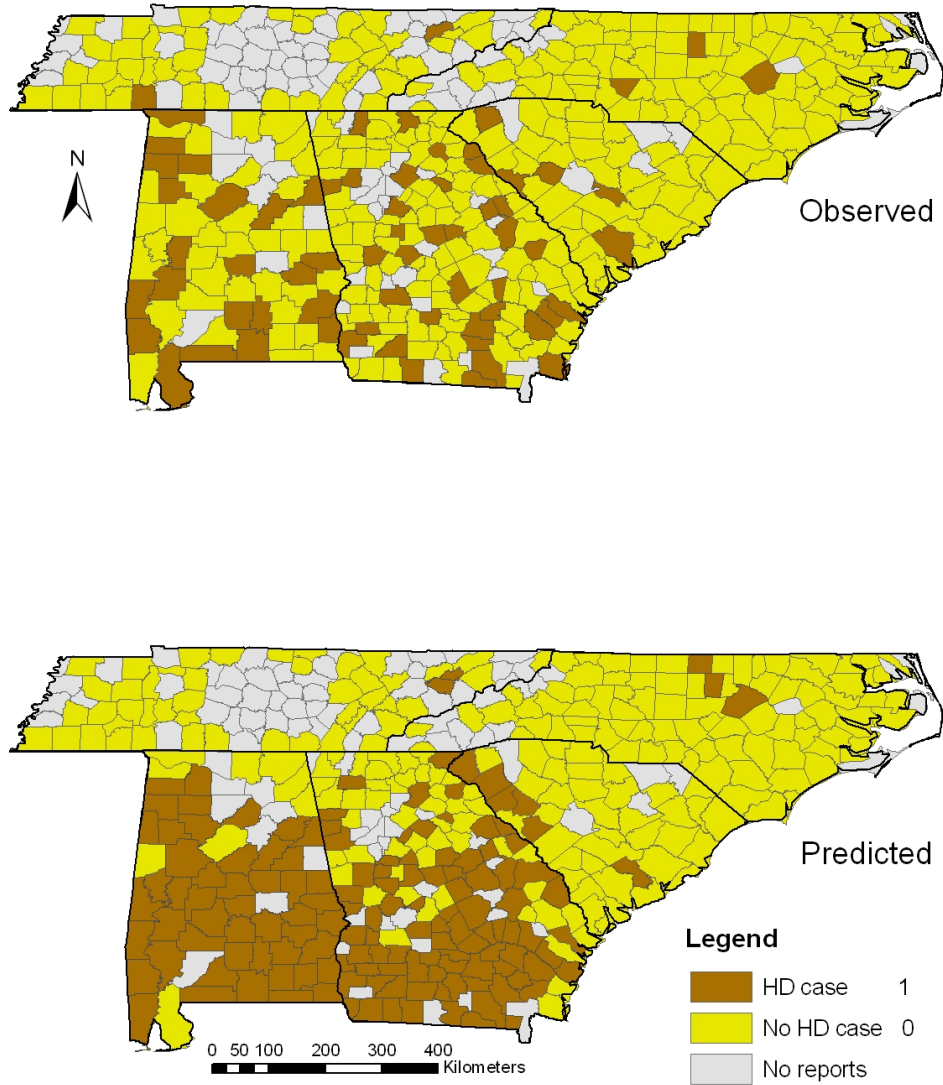 N
Observed
Predicted
Legend
HD case 1
No HD case 0
No reports
0 50 100 200 300 400
Kilometers